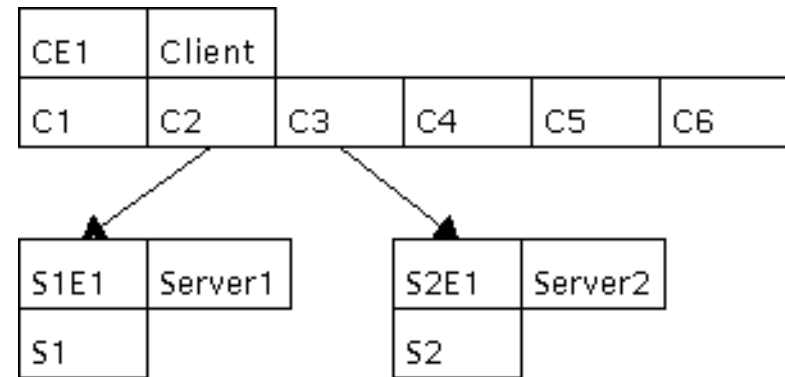 CE1 Client
C1 C2 C3 C4 C5 C6
S1E1 Server1 S2E1 Server2
S1 S2